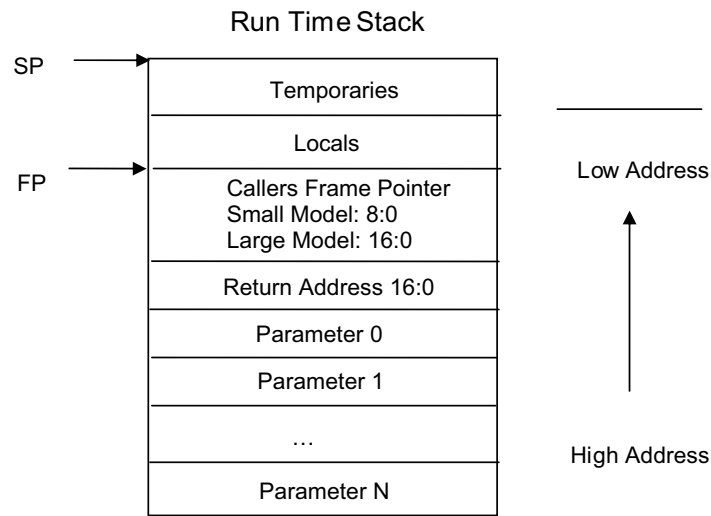 Run Time Stack
SP
Temporaries
Locals
FP
Low Address
Callers Frame Pointer
Small Model: 8:0
Large Model: 16:0
Return Address 16:0
Parameter 0
Parameter 1
…
High Address
Parameter N